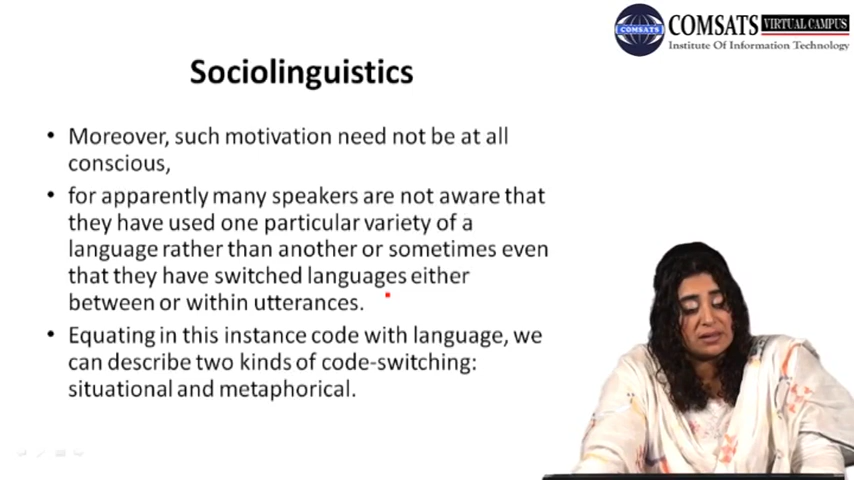 COMSATS VIRTUAL CAMPUS
COMSATS
Institute Of Information Technology
Sociolinguistics
• Moreover, such motivation need not be at all
conscious,
• for apparently many speakers are not aware that
they have used one particular variety of a
language rather than another or sometimes even
that they have switched languages either
between or within utterances.
• Equating in this instance code with language, we
can describe two kinds of code-switching:
situational and metaphorical.